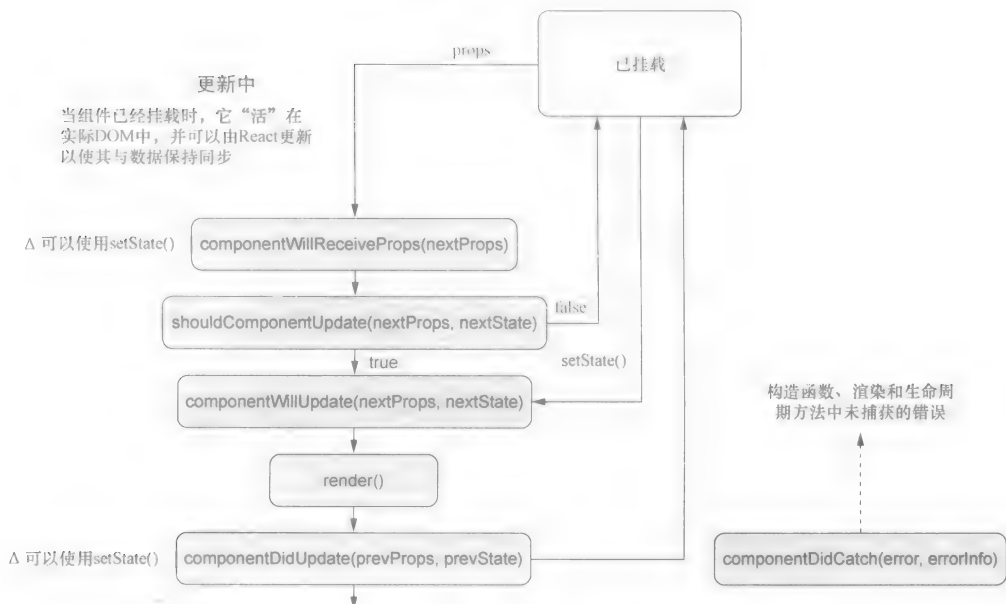 props
已挂载
更新中
当组件已经挂载时，它“活”在
实际DOM中，并可以由React更新
以使其与数据保持同步
Δ 可以使用setState()
componentWillReceiveProps(nextProps)
false
shouldComponentUpdate(nextProps, nextState)
true
setState()
componentWillUpdate(nextProps, nextState)
构造函数、渲染和生命周
期方法中未捕获的错误
render()
Δ 可以使用setState()
componentDidUpdate(prevProps, prevState)
componentDidCatch(error, errorInfo)